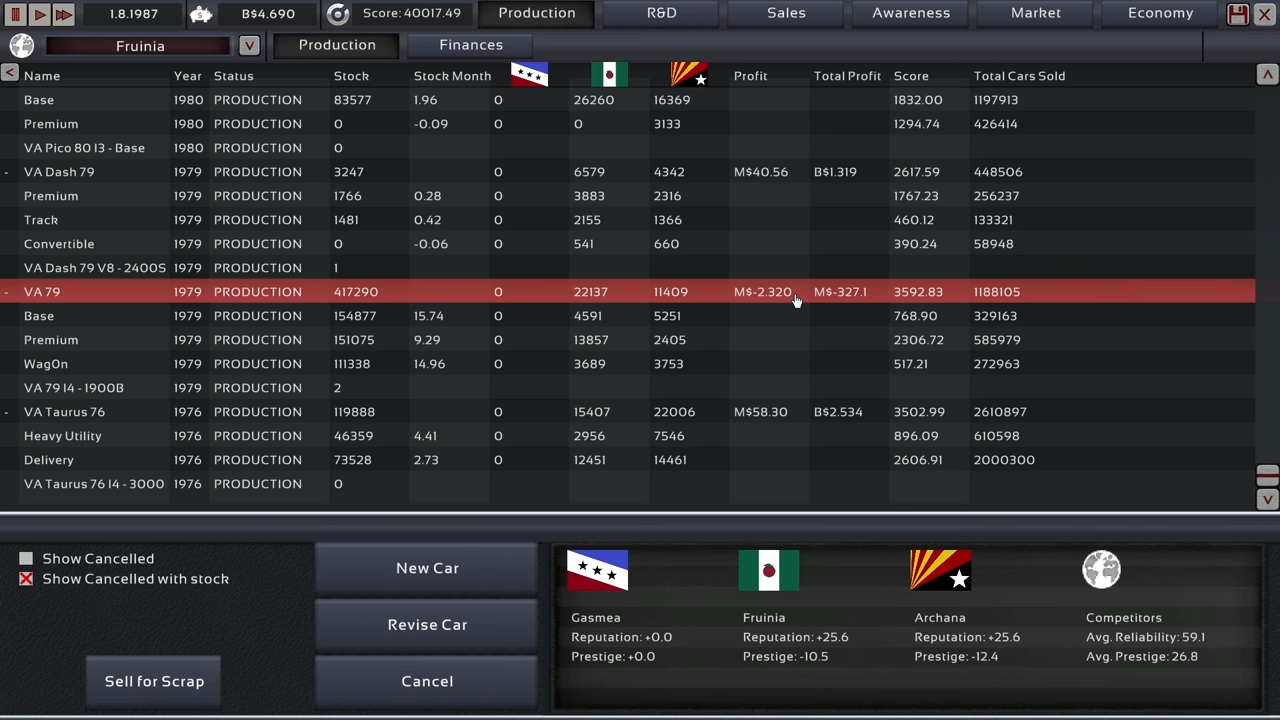 1.8.1987 B$4.690 Score: 40017.49 Production R&D Sales Awareness Market Economy
Fruinia V Production Finances
< Name Year Status Stock Stock Month Profit Total Profit Score Total Cars Sold
Base 1980 PRODUCTION 83577 1.96 0 26260 16369 1832.00 1197913
Premium 1980 PRODUCTION 0 -0.09 0 0 3133 1294.74 426414
VA Pico 80 I3 - Base 1980 PRODUCTION 0
- VA Dash 79 1979 PRODUCTION 3247 0 6579 4342 M$40.56 B$1.319 2617.59 448506
Premium 1979 PRODUCTION 1766 0.28 0 3883 2316 1767.23 256237
Track 1979 PRODUCTION 1481 0.42 0 2155 1366 460.12 133321
Convertible 1979 PRODUCTION 0 -0.06 0 541 660 390.24 58948
VA Dash 79 V8 - 2400S 1979 PRODUCTION 1
- VA 79 1979 PRODUCTION 417290 0 22137 11409 M$-2.320 M$-327.1 3592.83 1188105
Base 1979 PRODUCTION 154877 15.74 0 4591 5251 768.90 329163
Premium 1979 PRODUCTION 151075 9.29 0 13857 2405 2306.72 585979
WagOn 1979 PRODUCTION 111338 14.96 0 3689 3753 517.21 272963
VA 79 I4 - 1900B 1979 PRODUCTION 2
- VA Taurus 76 1976 PRODUCTION 119888 0 15407 22006 M$58.30 B$2.534 3502.99 2610897
Heavy Utility 1976 PRODUCTION 46359 4.41 0 2956 7546 896.09 610598
Delivery 1976 PRODUCTION 73528 2.73 0 12451 14461 2606.91 2000300
VA Taurus 76 I4 - 3000 1976 PRODUCTION 0
Show Cancelled
Show Cancelled with stock
New Car
Revise Car
Sell for Scrap
Cancel
Gasmea Fruinia Archana Competitors
Reputation: +0.0 Reputation: +25.6 Reputation: +25.6 Avg. Reliability: 59.1
Prestige: +0.0 Prestige: -10.5 Prestige: -12.4 Avg. Prestige: 26.8